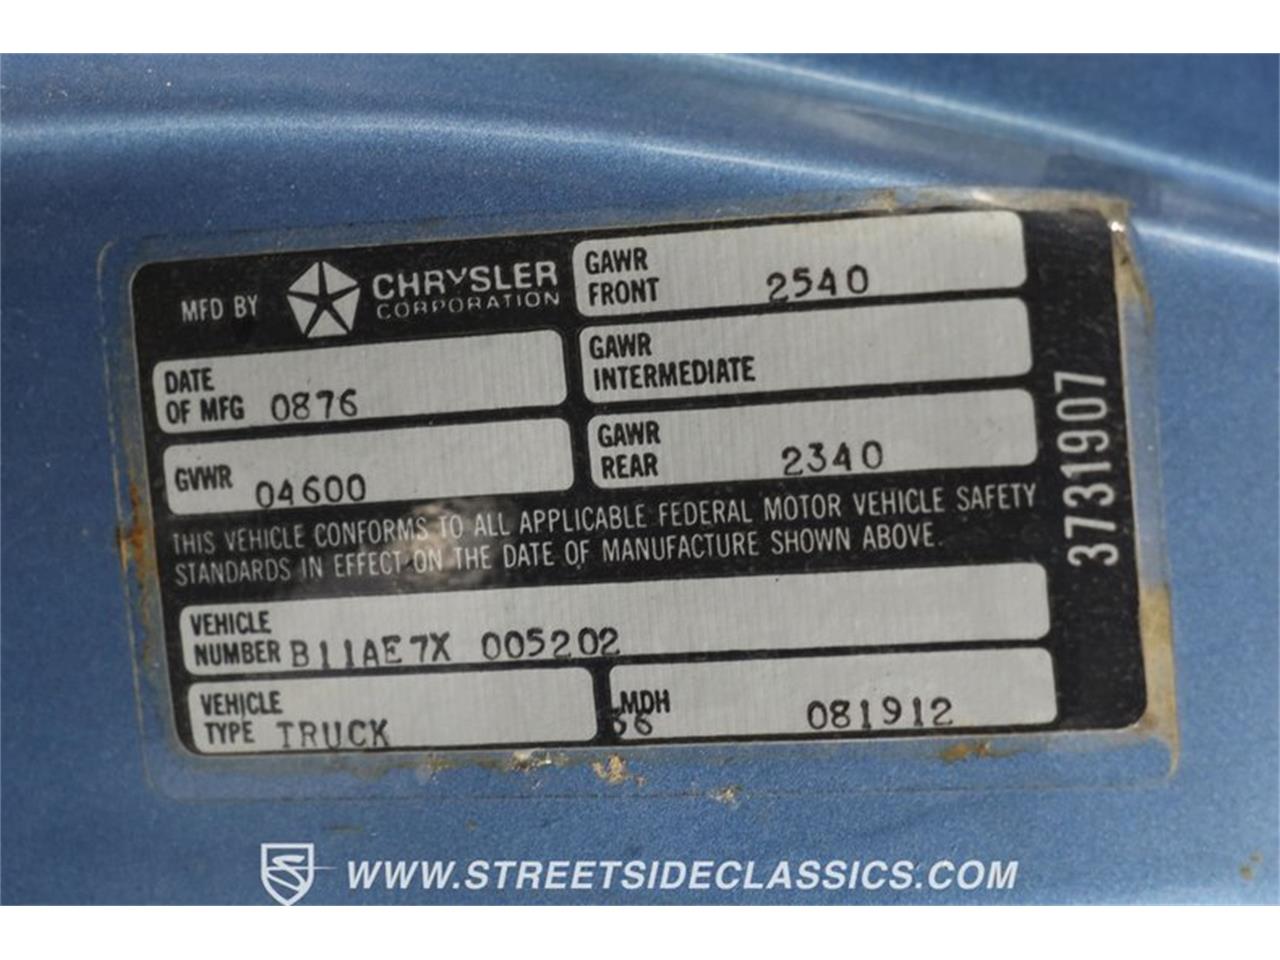 MFD BY CHRYSLER CORPORATION
GAWR FRONT 2540
DATE OF MFG 0876
GAWR INTERMEDIATE
GVWR 04600
GAWR REAR 2340
THIS VEHICLE CONFORMS TO ALL APPLICABLE FEDERAL MOTOR VEHICLE SAFETY
STANDARDS IN EFFECT ON THE DATE OF MANUFACTURE SHOWN ABOVE.
VEHICLE NUMBER B11AE7X 005202
VEHICLE TYPE TRUCK
MDH 081912
3731907
WWW.STREETSIDECLASSICS.COM